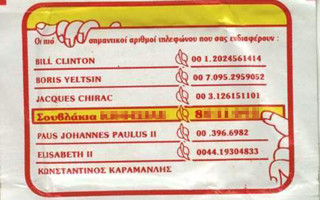 Οι πιό σημαντικοί αριθμοί τηλεφώνου που σας ενδιαφέρουν :
BILL CLINTON 00 1.2024561414
BORIS YELTSIN 00 7.095.2959052
JACQUES CHIRAC 00 3.126151101
Σουβλάκια 8
PAUS JOHANNES PAULUS II 00 .396.6982
ELISABETH II 0044.19304833
ΚΩΝΣΤΑΝΤΙΝΟΣ ΚΑΡΑΜΑΝΛΗΣ